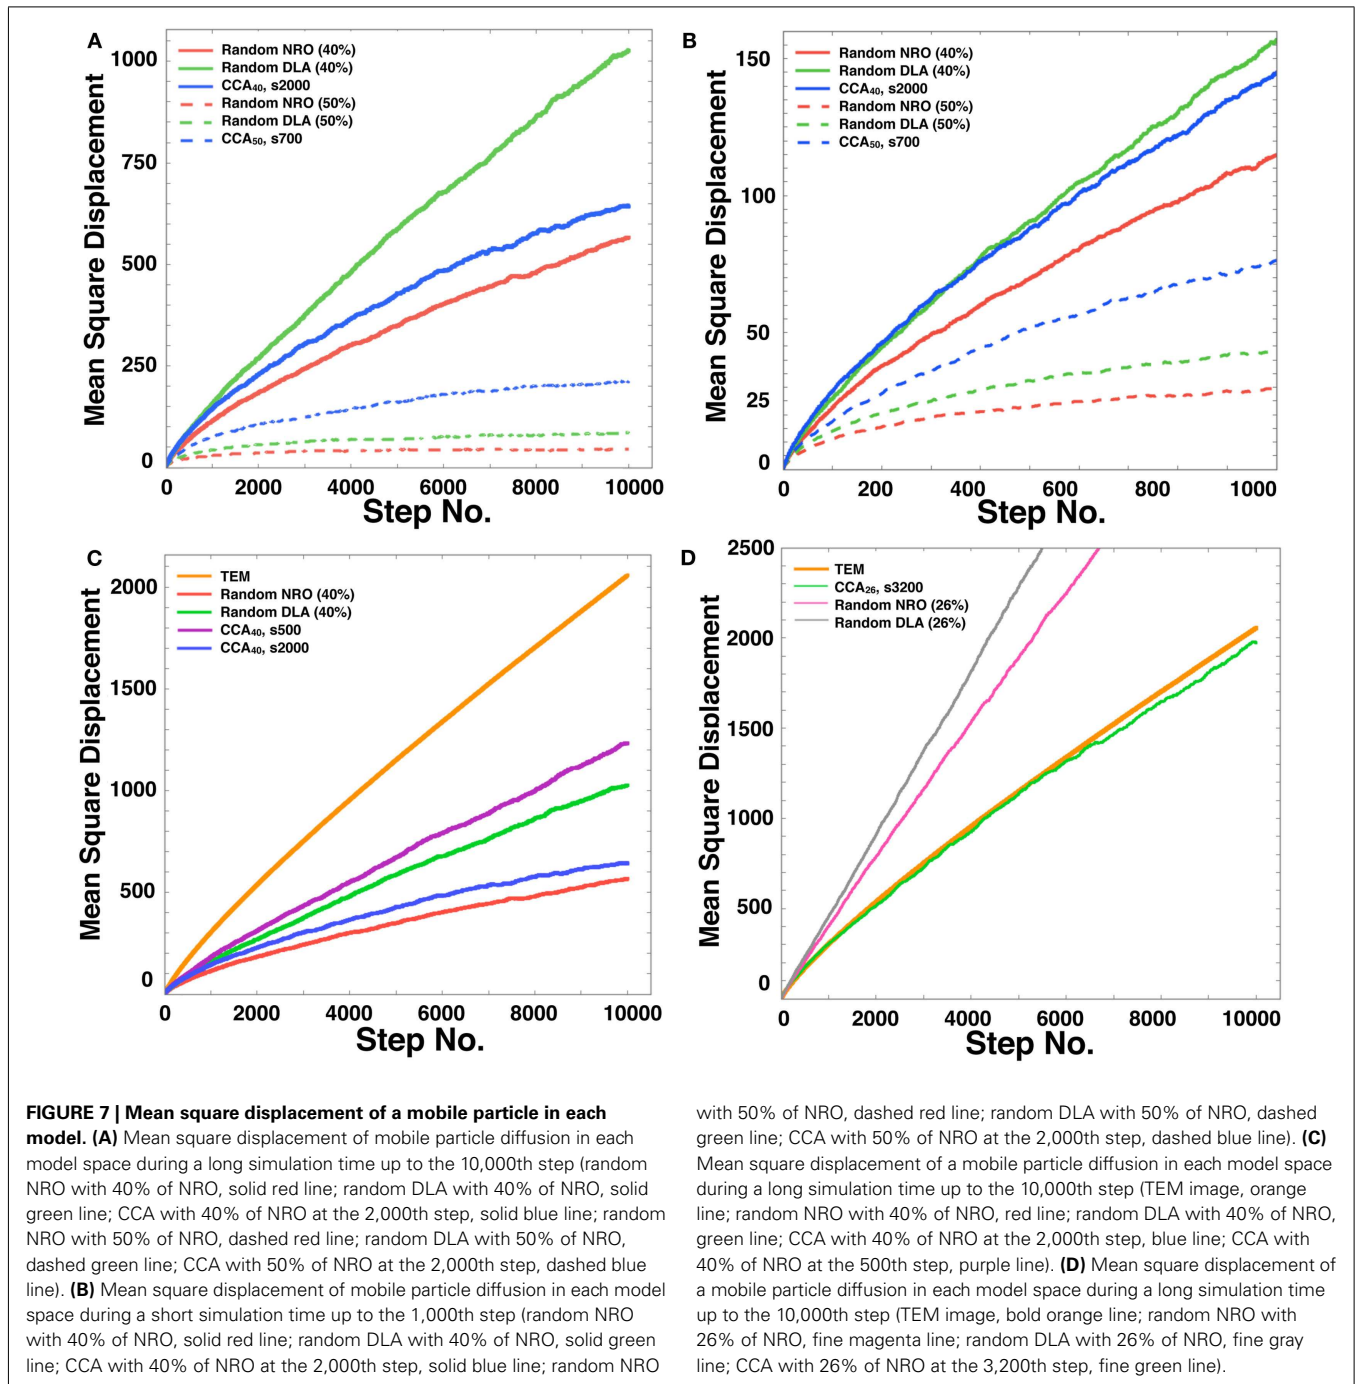 A
Random NRO (40%)
Random DLA (40%)
CCA₄₀, s2000
Random NRO (50%)
Random DLA (50%)
CCA₅₀, s700
Mean Square Displacement
1000
750
500
250
0
0 2000 4000 6000 8000 10000
Step No.
B
Random NRO (40%)
Random DLA (40%)
CCA₄₀, s2000
Random NRO (50%)
Random DLA (50%)
CCA₅₀, s700
Mean Square Displacement
150
100
50
25
0
0 200 400 600 800 1000
Step No.
C
TEM
Random NRO (40%)
Random DLA (40%)
CCA₄₀, s500
CCA₄₀, s2000
Mean Square Displacement
2000
1500
1000
500
0
0 2000 4000 6000 8000 10000
Step No.
D
TEM
CCA₂₆, s3200
Random NRO (26%)
Random DLA (26%)
Mean Square Displacement
2500
2000
1500
1000
500
0
0 2000 4000 6000 8000 10000
Step No.
FIGURE 7 | Mean square displacement of a mobile particle in each
model. (A) Mean square displacement of mobile particle diffusion in each
model space during a long simulation time up to the 10,000th step (random
NRO with 40% of NRO, solid red line; random DLA with 40% of NRO, solid
green line; CCA with 40% of NRO at the 2,000th step, solid blue line; random
NRO with 50% of NRO, dashed red line; random DLA with 50% of NRO,
dashed green line; CCA with 50% of NRO at the 2,000th step, dashed blue
line). (B) Mean square displacement of mobile particle diffusion in each model
space during a short simulation time up to the 1,000th step (random NRO
with 40% of NRO, solid red line; random DLA with 40% of NRO, solid green
line; CCA with 40% of NRO at the 2,000th step, solid blue line; random NRO
with 50% of NRO, dashed red line; random DLA with 50% of NRO, dashed
green line; CCA with 50% of NRO at the 2,000th step, dashed blue line). (C)
Mean square displacement of a mobile particle diffusion in each model space
during a long simulation time up to the 10,000th step (TEM image, orange
line; random NRO with 40% of NRO, red line; random DLA with 40% of NRO,
green line; CCA with 40% of NRO at the 2,000th step, blue line; CCA with
40% of NRO at the 500th step, purple line). (D) Mean square displacement of
a mobile particle diffusion in each model space during a long simulation time
up to the 10,000th step (TEM image, bold orange line; random NRO with
26% of NRO, fine magenta line; random DLA with 26% of NRO, fine gray
line; CCA with 26% of NRO at the 3,200th step, fine green line).